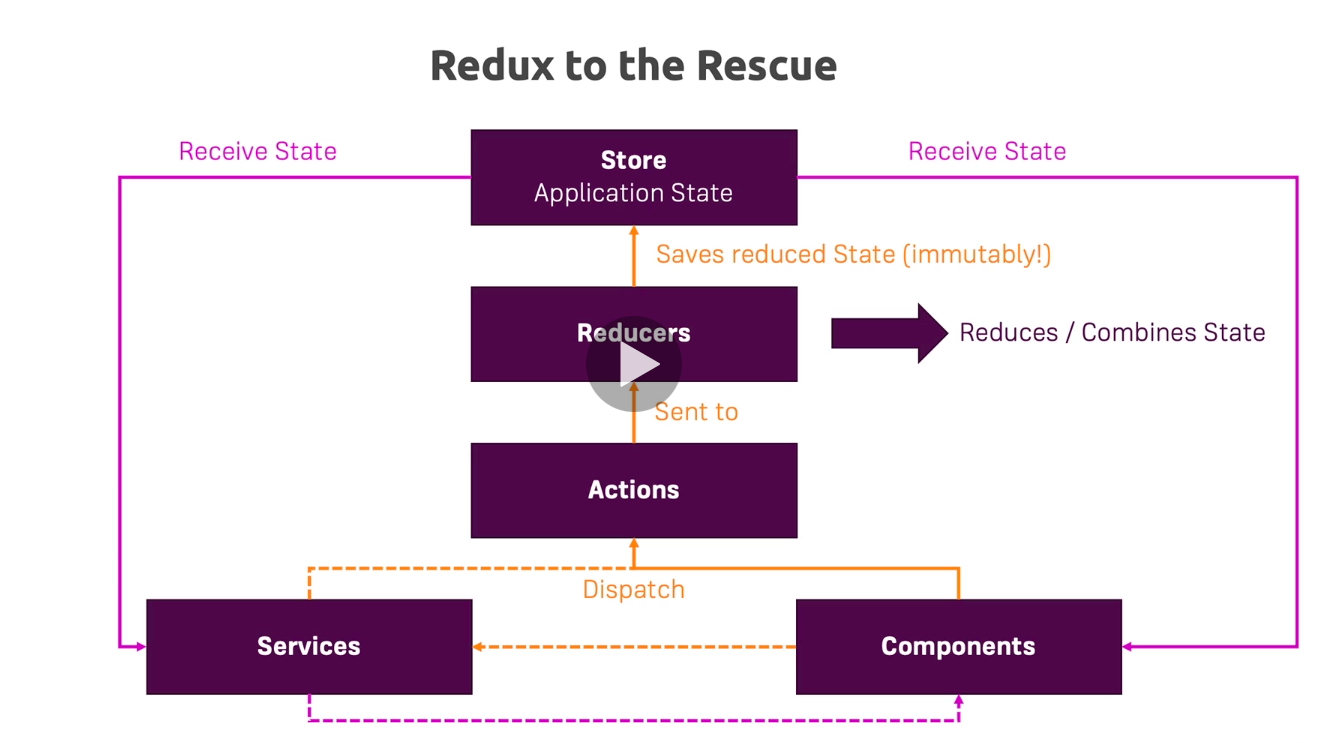 Redux to the Rescue
Receive State
Receive State
Store
Application State
Saves reduced State (immutably!)
Reducers
Reduces / Combines State
Sent to
Actions
Dispatch
Services
Components